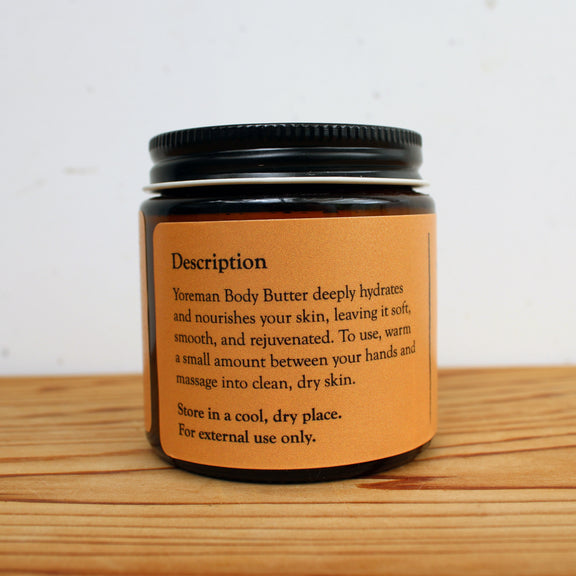 Description
Yoreman Body Butter deeply hydrates
and nourishes your skin, leaving it soft,
smooth, and rejuvenated. To use, warm
a small amount between your hands and
massage into clean, dry skin.
Store in a cool, dry place.
For external use only.